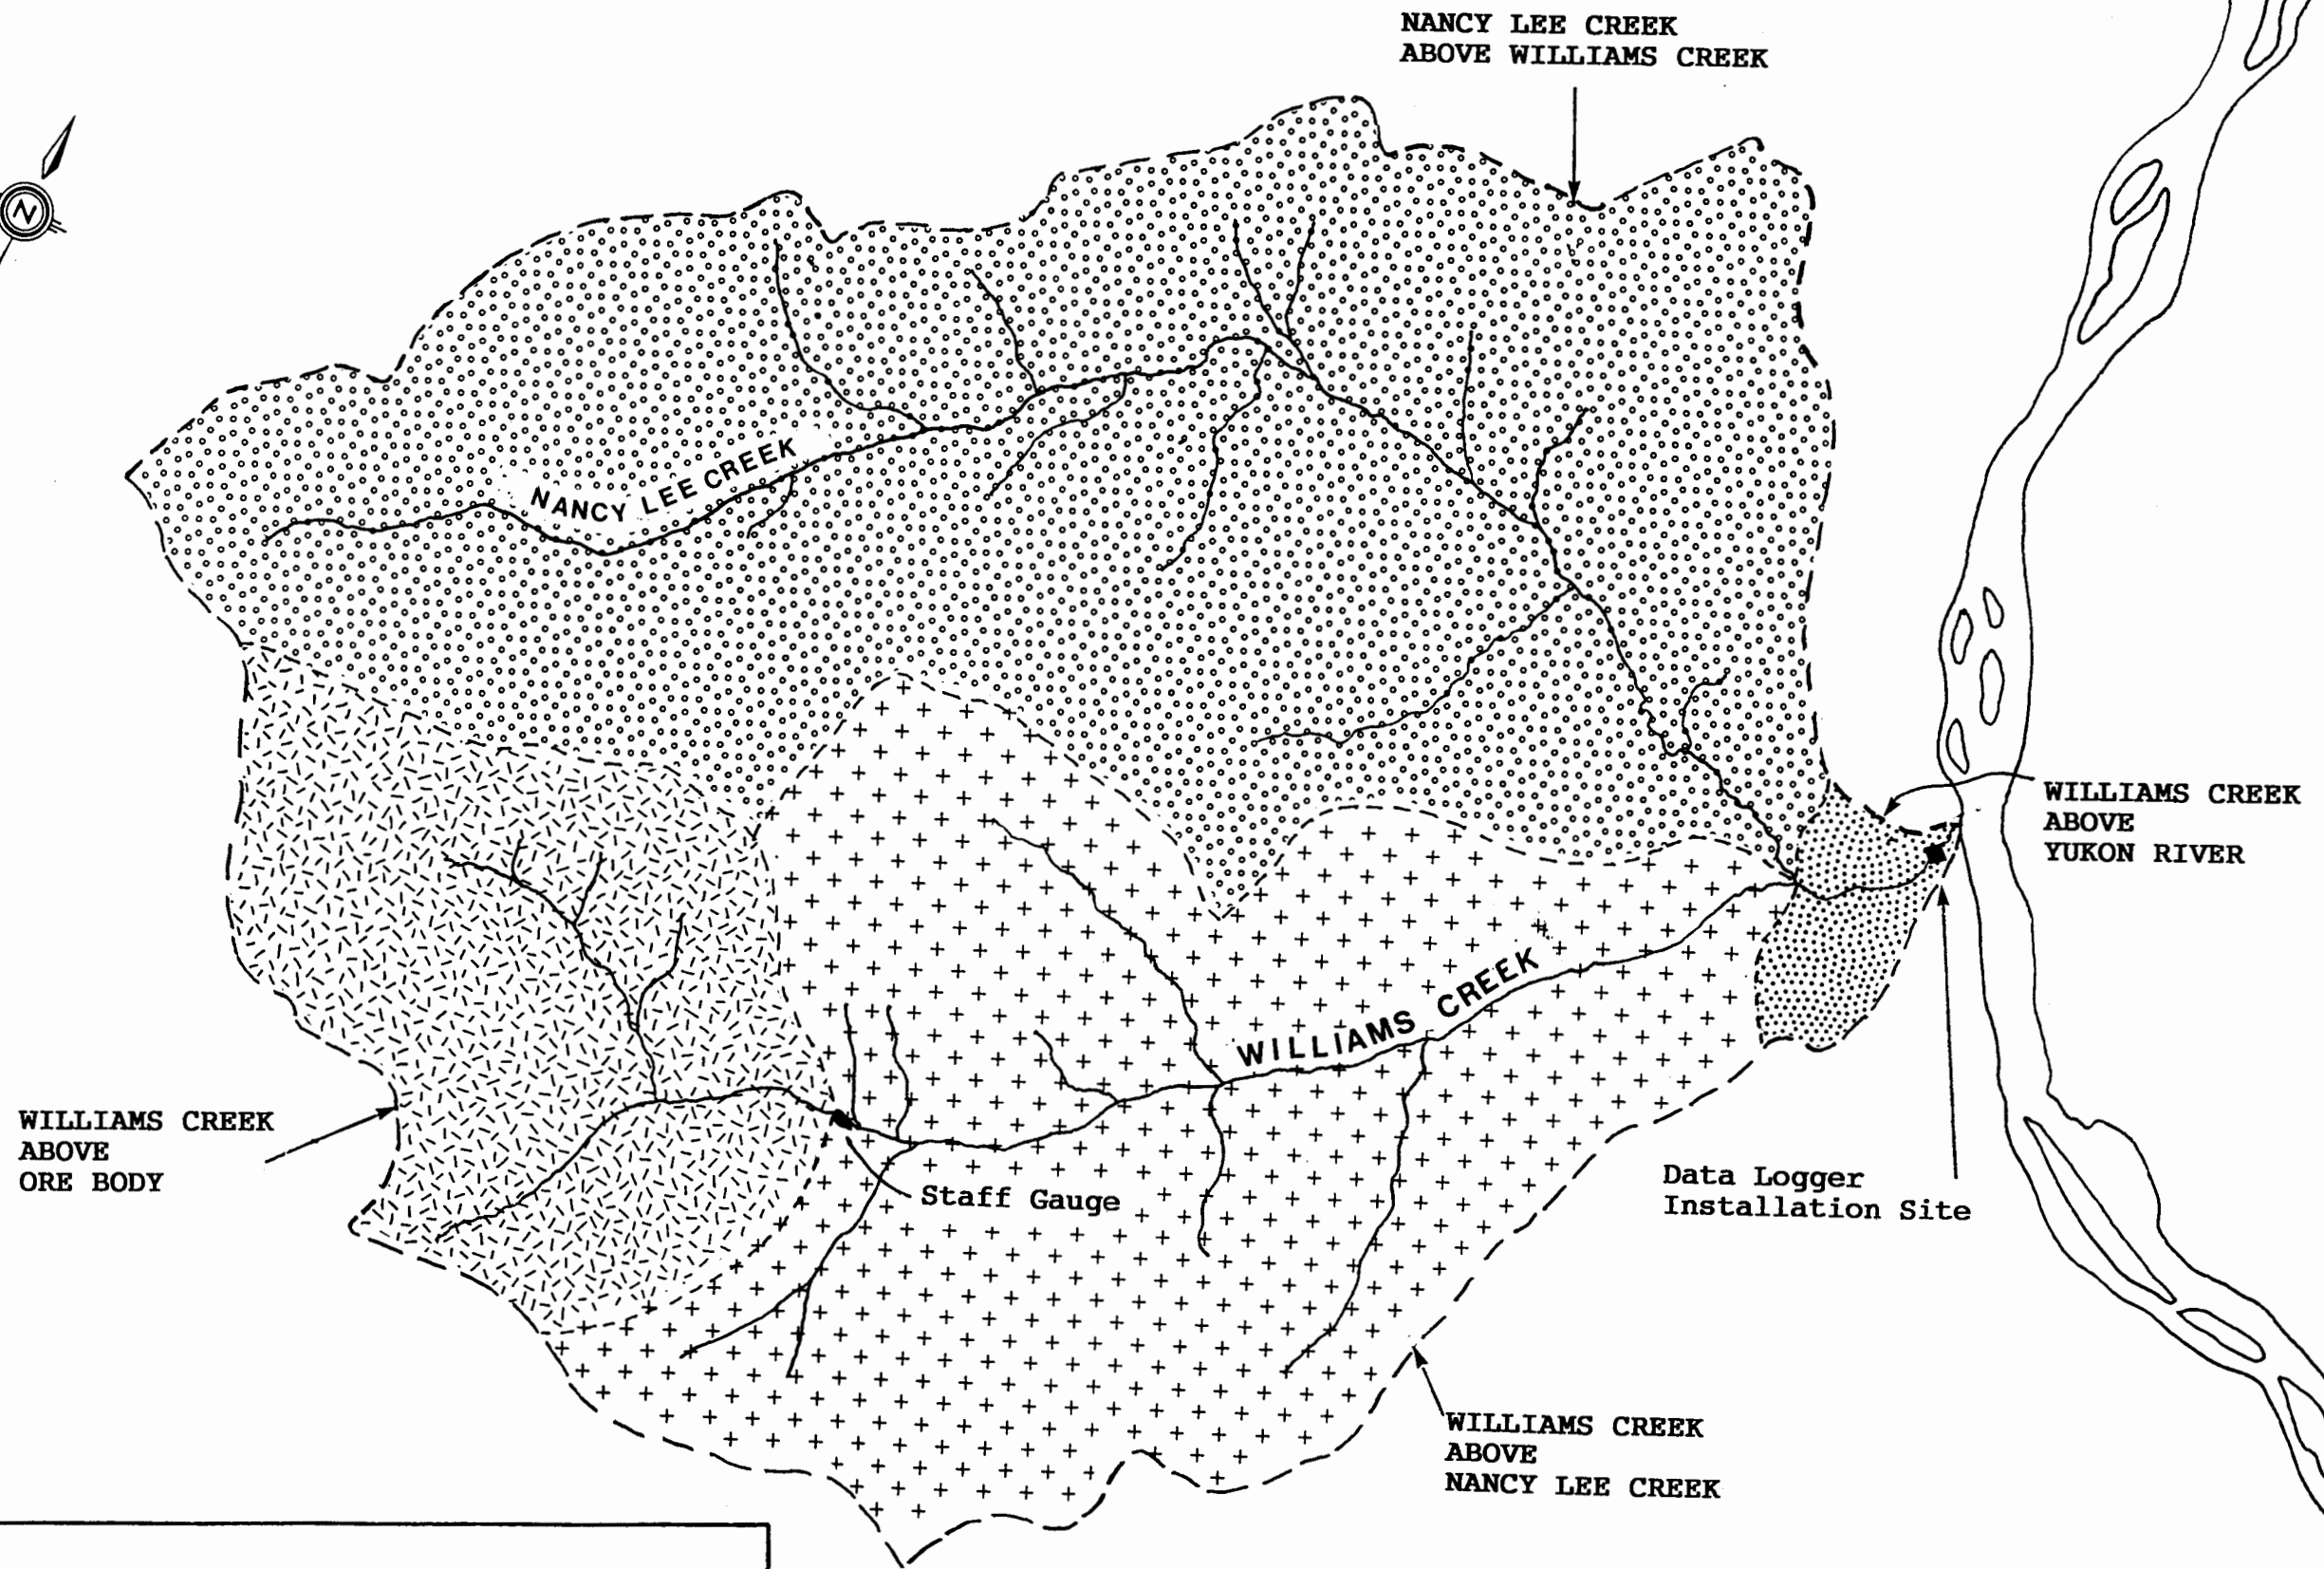 NANCY LEE CREEK
ABOVE WILLIAMS CREEK
N
NANCY LEE CREEK
WILLIAMS CREEK
ABOVE
YUKON RIVER
WILLIAMS CREEK
WILLIAMS CREEK
ABOVE
ORE BODY
Staff Gauge
Data Logger
Installation Site
WILLIAMS CREEK
ABOVE
NANCY LEE CREEK